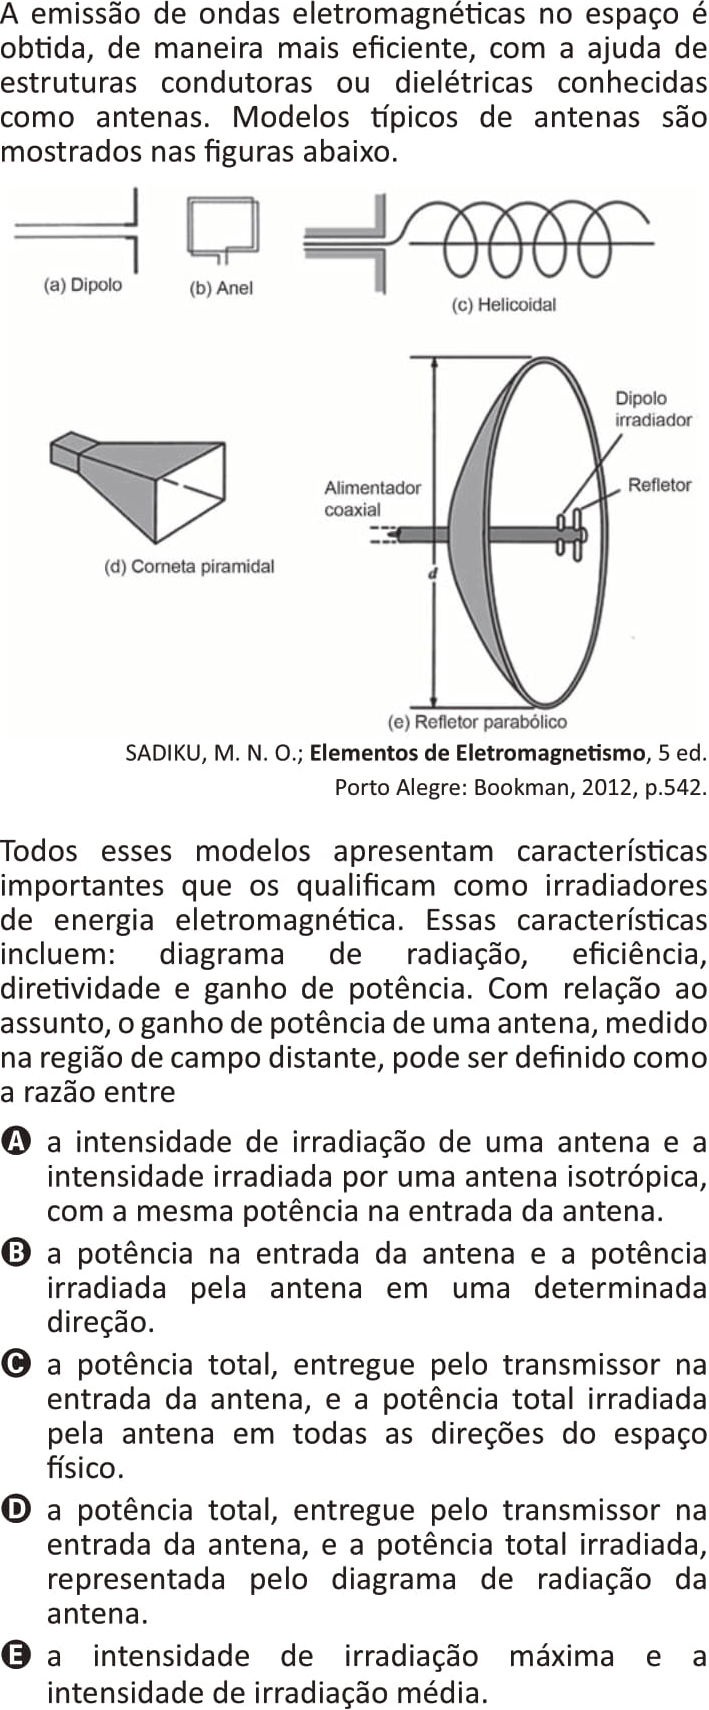 A emissão de ondas eletromagnéticas no espaço é
obtida, de maneira mais eficiente, com a ajuda de
estruturas condutoras ou dielétricas conhecidas
como antenas. Modelos típicos de antenas são
mostrados nas figuras abaixo.
(a) Dipolo
(b) Anel
(c) Helicoidal
Dipolo
irradiador
Refletor
Alimentador
coaxial
d
(d) Corneta piramidal
(e) Refletor parabólico
SADIKU, M. N. O.; Elementos de Eletromagnetismo, 5 ed.
Porto Alegre: Bookman, 2012, p.542.
Todos esses modelos apresentam características
importantes que os qualificam como irradiadores
de energia eletromagnética. Essas características
incluem: diagrama de radiação, eficiência,
diretividade e ganho de potência. Com relação ao
assunto, o ganho de potência de uma antena, medido
na região de campo distante, pode ser definido como
a razão entre
A a intensidade de irradiação de uma antena e a
intensidade irradiada por uma antena isotrópica,
com a mesma potência na entrada da antena.
B a potência na entrada da antena e a potência
irradiada pela antena em uma determinada
direção.
C a potência total, entregue pelo transmissor na
entrada da antena, e a potência total irradiada
pela antena em todas as direções do espaço
físico.
D a potência total, entregue pelo transmissor na
entrada da antena, e a potência total irradiada,
representada pelo diagrama de radiação da
antena.
E a intensidade de irradiação máxima e a
intensidade de irradiação média.